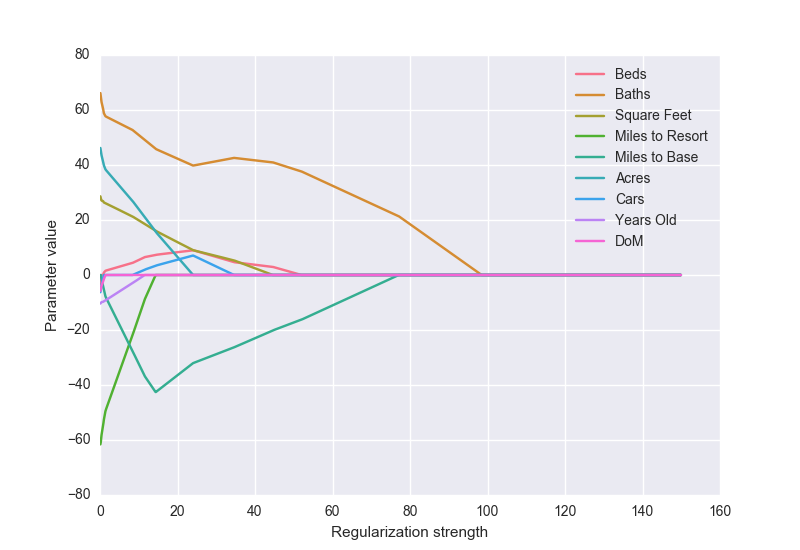 80
60
40
20
0
−20
−40
−60
−80
Parameter value
0 20 40 60 80 100 120 140 160
Regularization strength
Beds
Baths
Square Feet
Miles to Resort
Miles to Base
Acres
Cars
Years Old
DoM